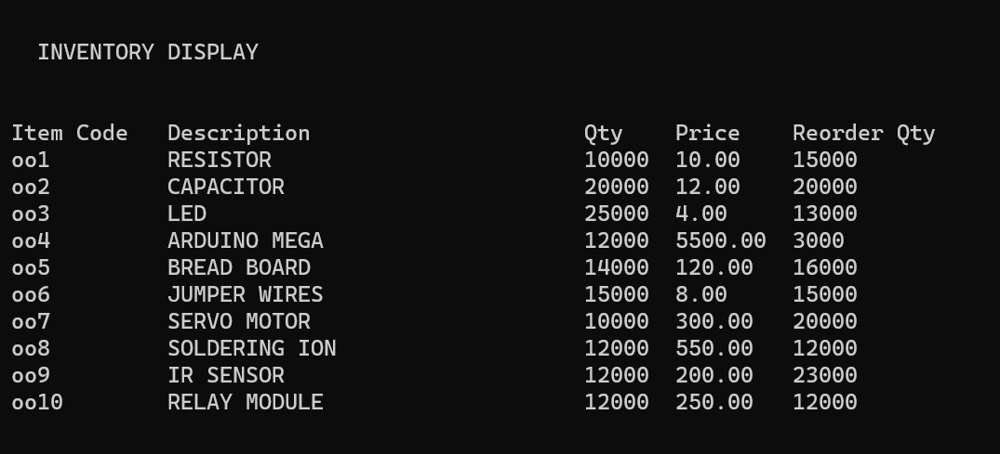 INVENTORY DISPLAY
Item Code Description Qty Price Reorder Qty
oo1 RESISTOR 10000 10.00 15000
oo2 CAPACITOR 20000 12.00 20000
oo3 LED 25000 4.00 13000
oo4 ARDUINO MEGA 12000 5500.00 3000
oo5 BREAD BOARD 14000 120.00 16000
oo6 JUMPER WIRES 15000 8.00 15000
oo7 SERVO MOTOR 10000 300.00 20000
oo8 SOLDERING ION 12000 550.00 12000
oo9 IR SENSOR 12000 200.00 23000
oo10 RELAY MODULE 12000 250.00 12000